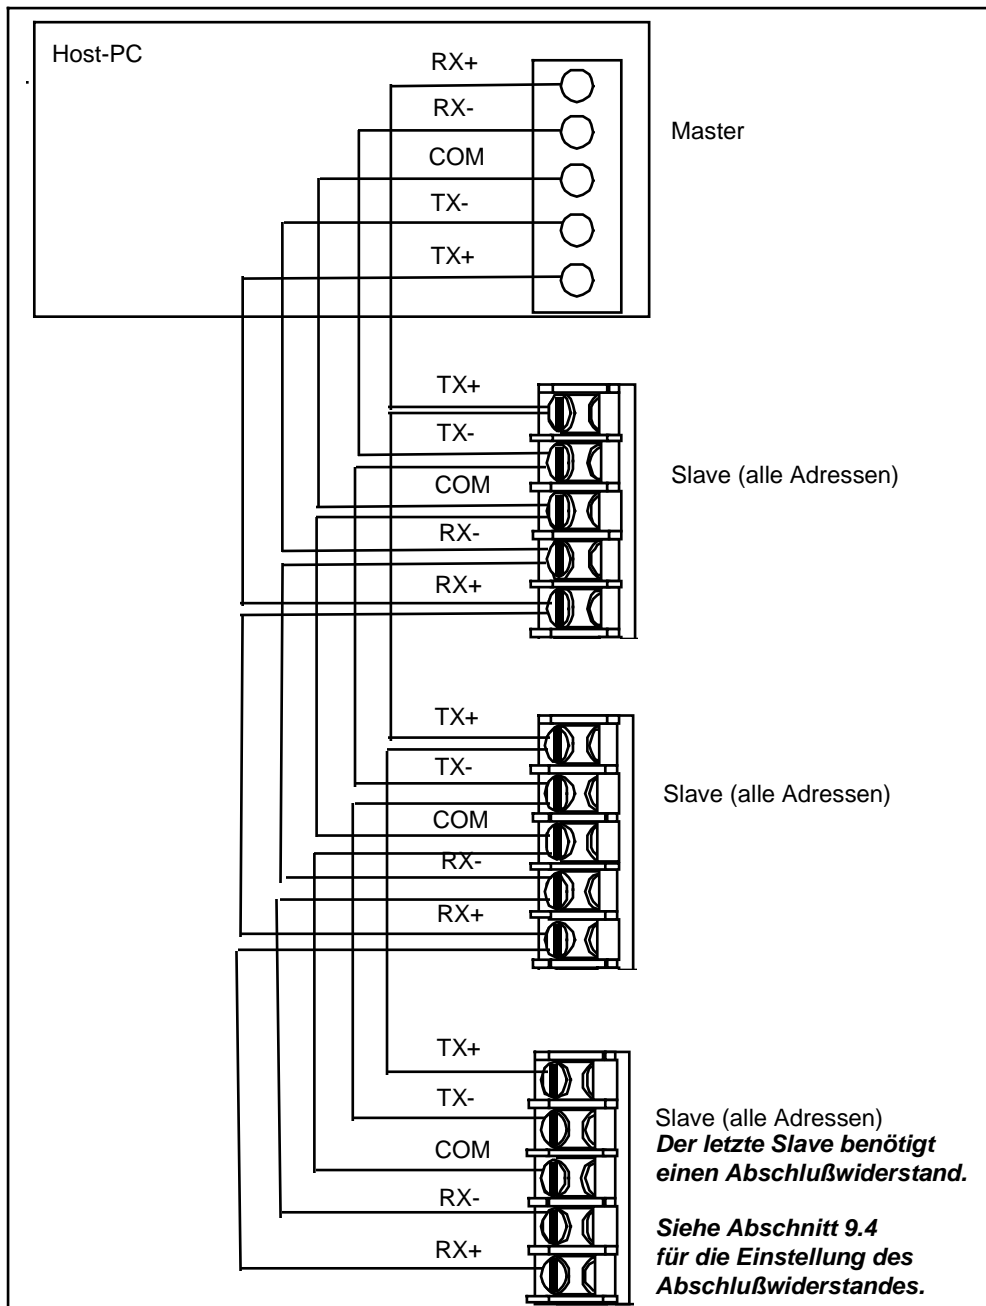 Host-PC
RX+
RX-
COM
TX-
TX+
Master
TX+
TX-
COM
RX-
RX+
Slave (alle Adressen)
TX+
TX-
COM
RX-
RX+
Slave (alle Adressen)
TX+
TX-
COM
RX-
RX+
Slave (alle Adressen)
Der letzte Slave benötigt
einen Abschlußwiderstand.
Siehe Abschnitt 9.4
für die Einstellung des
Abschlußwiderstandes.